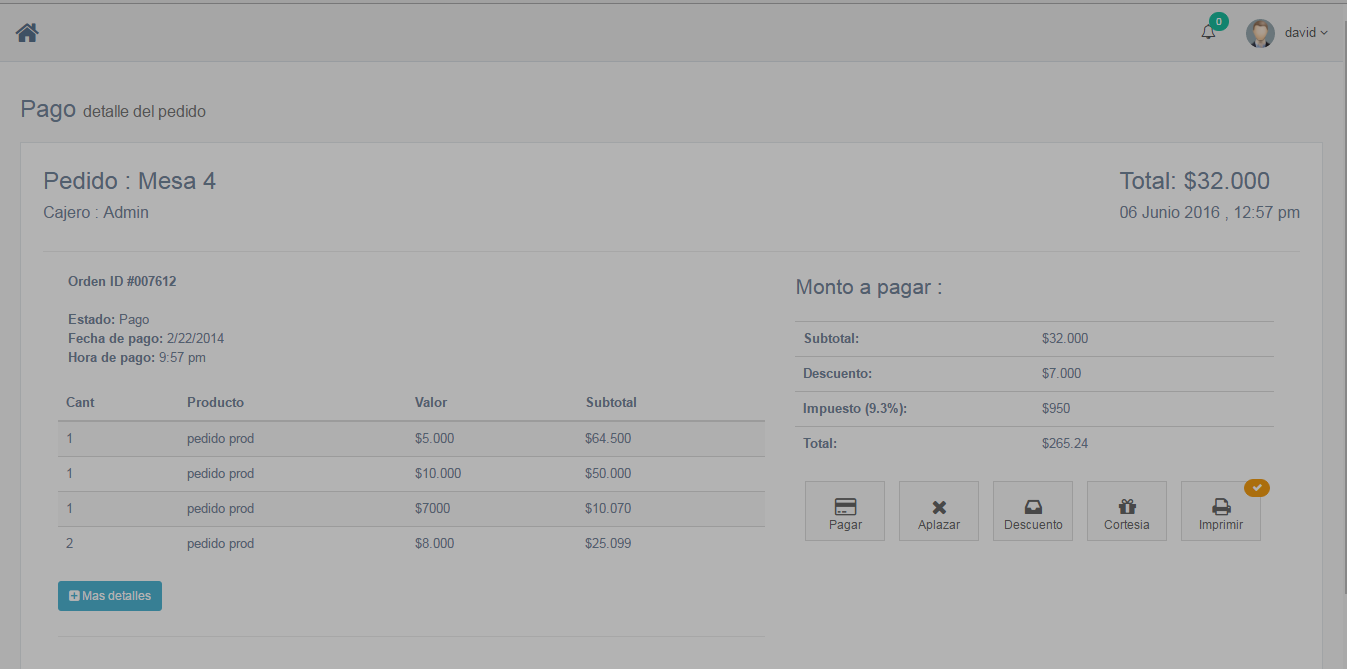 0
david
Pago detalle del pedido
Pedido : Mesa 4
Total: $32.000
Cajero : Admin
06 Junio 2016 , 12:57 pm
Orden ID #007612
Estado: Pago
Fecha de pago: 2/22/2014
Hora de pago: 9:57 pm
Cant Producto Valor Subtotal
1 pedido prod $5.000 $64.500
1 pedido prod $10.000 $50.000
1 pedido prod $7000 $10.070
2 pedido prod $8.000 $25.099
Mas detalles
Monto a pagar :
Subtotal: $32.000
Descuento: $7.000
Impuesto (9.3%): $950
Total: $265.24
Pagar Aplazar Descuento Cortesia Imprimir